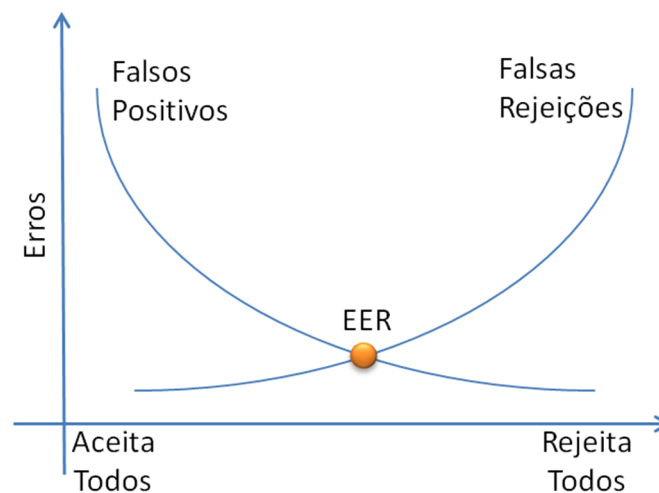 Falsos
Positivos
Falsas
Rejeições
Erros
EER
Aceita
Todos
Rejeita
Todos